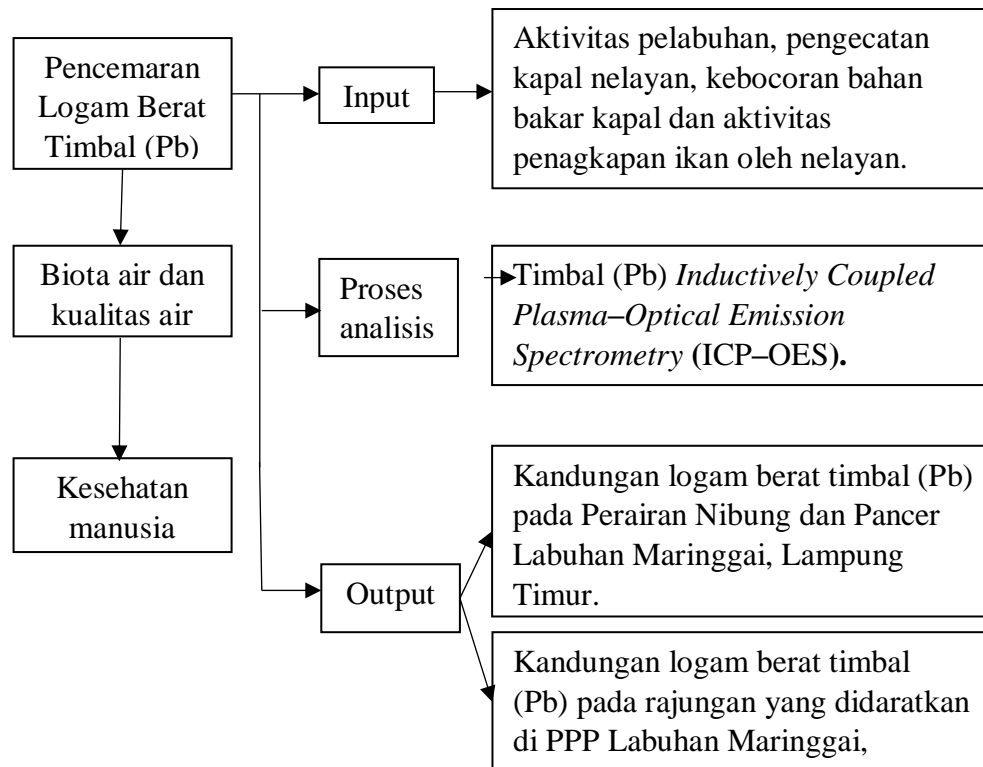 Pencemaran
Logam Berat
Timbal (Pb)
Input
Aktivitas pelabuhan, pengecatan
kapal nelayan, kebocoran bahan
bakar kapal dan aktivitas
penagkapan ikan oleh nelayan.
Biota air dan
kualitas air
Proses
analisis
Timbal (Pb) Inductively Coupled
Plasma–Optical Emission
Spectrometry (ICP–OES).
Kesehatan
manusia
Output
Kandungan logam berat timbal (Pb)
pada Perairan Nibung dan Pancer
Labuhan Maringgai, Lampung
Timur.
Kandungan logam berat timbal
(Pb) pada rajungan yang didaratkan
di PPP Labuhan Maringgai,